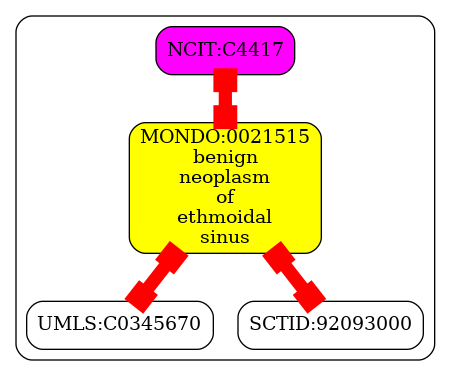 NCIT:C4417
MONDO:0021515
benign
neoplasm
of
ethmoidal
sinus
UMLS:C0345670
SCTID:92093000